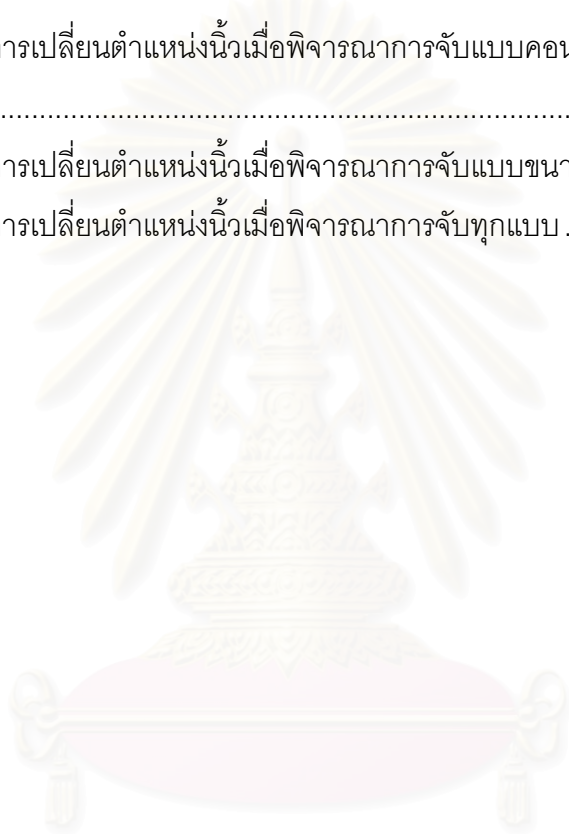 ารเปลี่ยนตำแหน่งนิ้วเมื่อพิจารณาการจับแบบคอน
...........................................................................
ารเปลี่ยนตำแหน่งนิ้วเมื่อพิจารณาการจับแบบขนา
ารเปลี่ยนตำแหน่งนิ้วเมื่อพิจารณาการจับทุกแบบ .